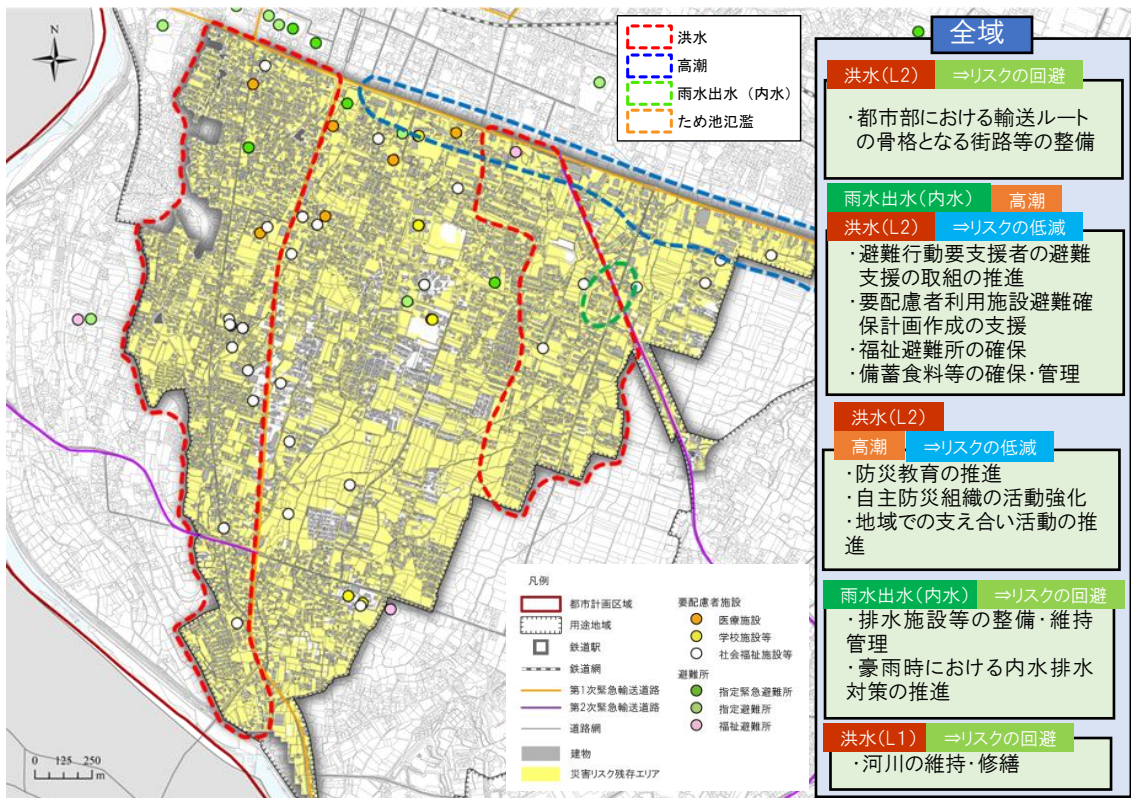 N
洪水
高潮
雨水出水（内水）
ため池氾濫
全域
洪水(L2)
⇒リスクの回避
・都市部における輸送ルート
の骨格となる街路等の整備
雨水出水(内水)
高潮
洪水(L2)
⇒リスクの低減
・避難行動要支援者の避難
支援の取組の推進
・要配慮者利用施設避難確
保計画作成の支援
・福祉避難所の確保
・備蓄食料等の確保・管理
洪水(L2)
高潮
⇒リスクの低減
・防災教育の推進
・自主防災組織の活動強化
・地域での支え合い活動の推
進
雨水出水(内水)
⇒リスクの回避
・排水施設等の整備・維持
管理
・豪雨時における内水排水
対策の推進
洪水(L1)
⇒リスクの回避
・河川の維持・修繕
凡例
都市計画区域
用途地域
鉄道駅
鉄道網
第1次緊急輸送道路
第2次緊急輸送道路
道路網
建物
災害リスク残存エリア
要配慮者施設
医療施設
学校施設等
社会福祉施設等
避難所
指定緊急避難所
指定避難所
福祉避難所
0 125 250
m